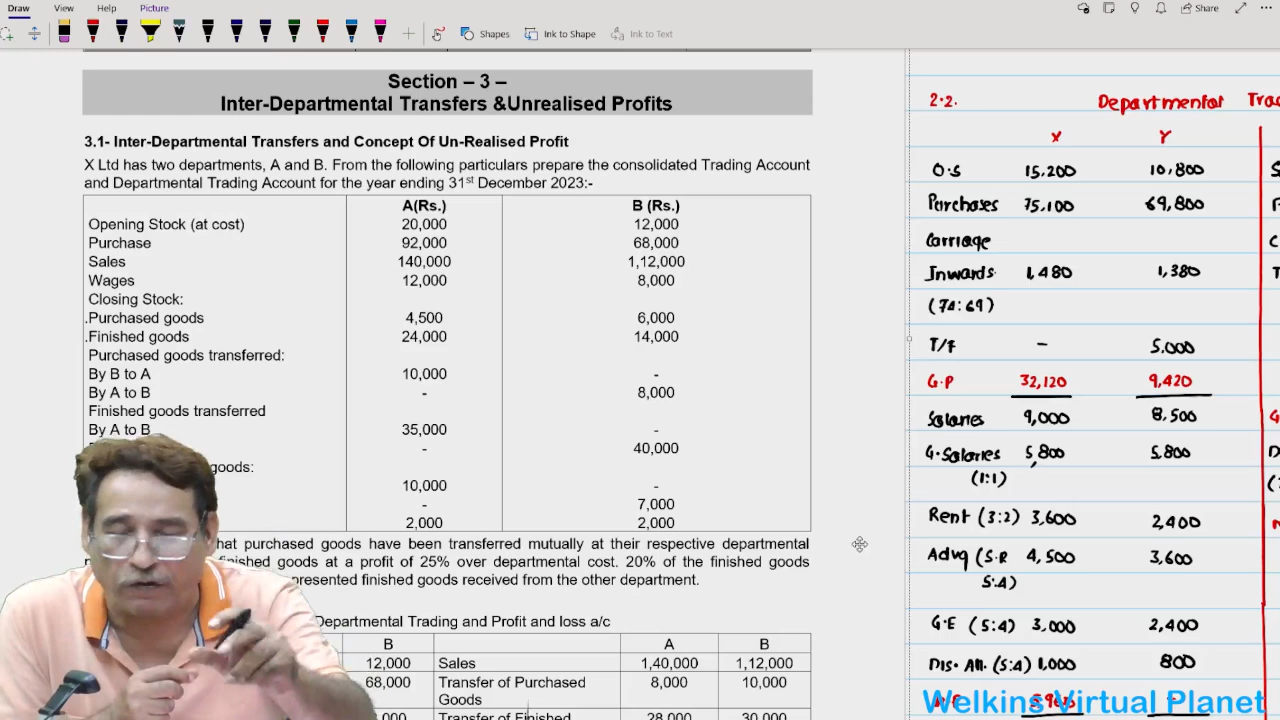 Draw View Help Picture Share
Shapes Ink to Shape Ink to Text
Section – 3 –
Inter-Departmental Transfers &Unrealised Profits
3.1- Inter-Departmental Transfers and Concept Of Un-Realised Profit
X Ltd has two departments, A and B. From the following particulars prepare the consolidated Trading Account
and Departmental Trading Account for the year ending 31st December 2023:-
A(Rs.) B (Rs.)
Opening Stock (at cost) 20,000 12,000
Purchase 92,000 68,000
Sales 140,000 1,12,000
Wages 12,000 8,000
Closing Stock:
.Purchased goods 4,500 6,000
.Finished goods 24,000 14,000
Purchased goods transferred:
By B to A 10,000 -
By A to B - 8,000
Finished goods transferred
By A to B 35,000 -
- 40,000
goods:
10,000 -
- 7,000
2,000 2,000
that purchased goods have been transferred mutually at their respective departmental
finished goods at a profit of 25% over departmental cost. 20% of the finished goods
presented finished goods received from the other department.
Departmental Trading and Profit and loss a/c
B A B
12,000 Sales 1,40,000 1,12,000
68,000 Transfer of Purchased 8,000 10,000
Goods
Transfer of Finished 28,000 30,000
2.2. Departmental
X Y
O.S 15,200 10,800
Purchases 75,100 69,800
Carriage
Inwards 1,480 1,380
(74:69)
T/F - 5,000
G.P 32,120 9,420
Salaries 9,000 8,500
G.Salaries 5,800 5,800
(1:1)
Rent (3:2) 3,600 2,400
Advg (S.R 4,500 3,600
5:4)
G.E (5:4) 3,000 2,400
Dis. All. (5:4) 1,000 800
Welkins Virtual Planet